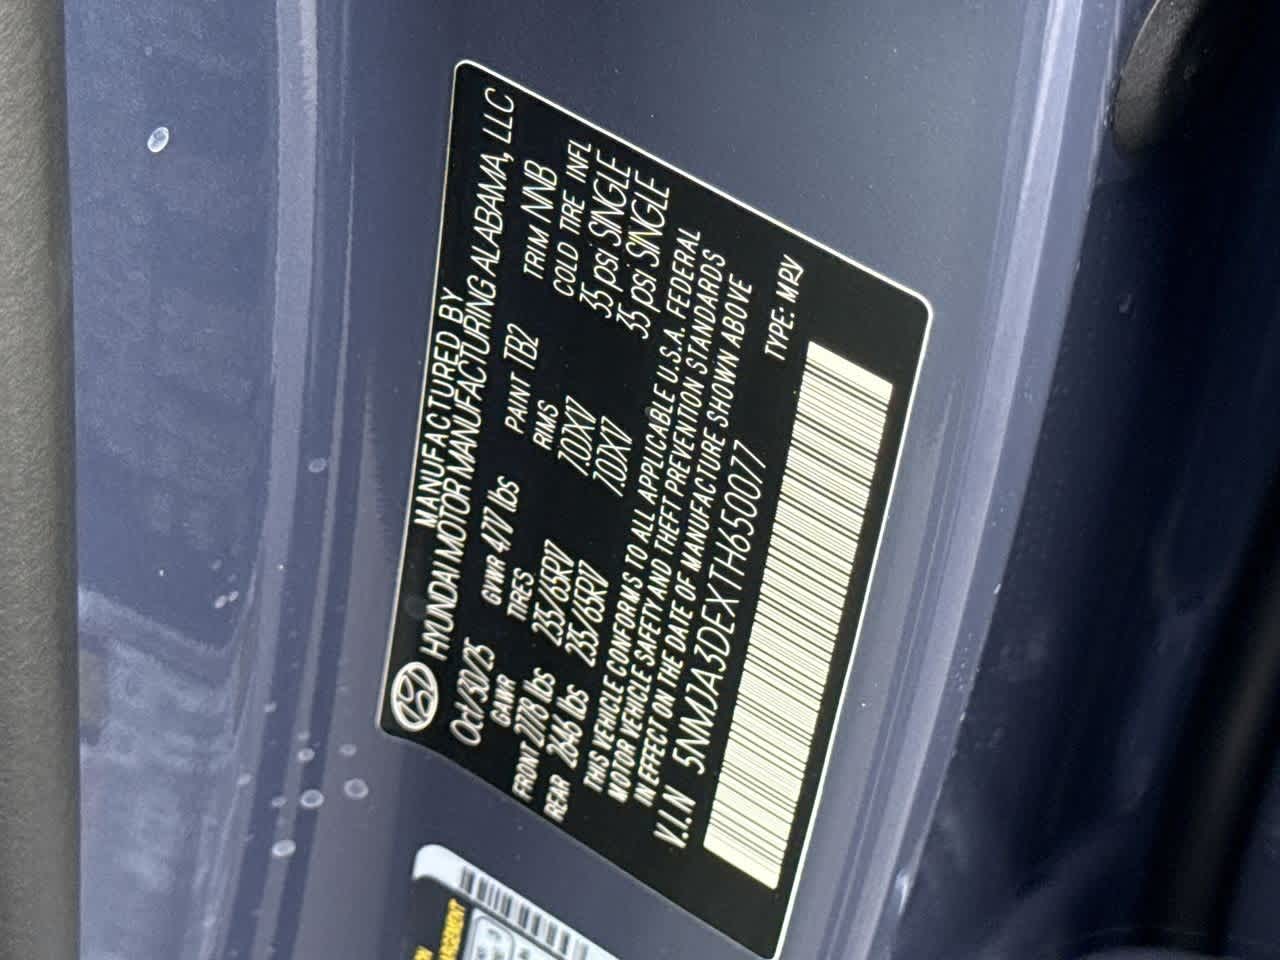 MANUFACTURED BY
HYUNDAI MOTOR MANUFACTURING ALABAMA, LLC
Oct/30/25 GVWR 4777 lbs PAINT TB2 TRIM NNB
GAWR TIRES RIMS COLD TIRE INFL
FRONT 2778 lbs 235/65R17 7.0JX17 35 psi SINGLE
REAR 2646 lbs 235/65R17 7.0JX17 35 psi SINGLE
THIS VEHICLE CONFORMS TO ALL APPLICABLE U.S.A. FEDERAL
MOTOR VEHICLE SAFETY AND THEFT PREVENTION STANDARDS
IN EFFECT ON THE DATE OF MANUFACTURE SHOWN ABOVE
V.I.N 5NMJA3DEXTH650077 TYPE: MPV